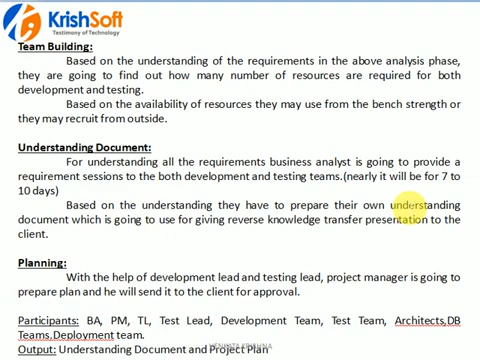 KrishSoft
Testimony of Technology
Team Building:
Based on the understanding of the requirements in the above analysis phase,
they are going to find out how many number of resources are required for both
development and testing.
Based on the availability of resources they may use from the bench strength or
they may recruit from outside.
Understanding Document:
For understanding all the requirements business analyst is going to provide a
requirement sessions to the both development and testing teams.(nearly it will be for 7 to
10 days)
Based on the understanding they have to prepare their own understanding
document which is going to use for giving reverse knowledge transfer presentation to the
client.
Planning:
With the help of development lead and testing lead, project manager is going to
prepare plan and he will send it to the client for approval.
Participants: BA, PM, TL, Test Lead, Development Team, Test Team, Architects,DB
Teams,Deployment team.
Output: Understanding Document and Project Plan